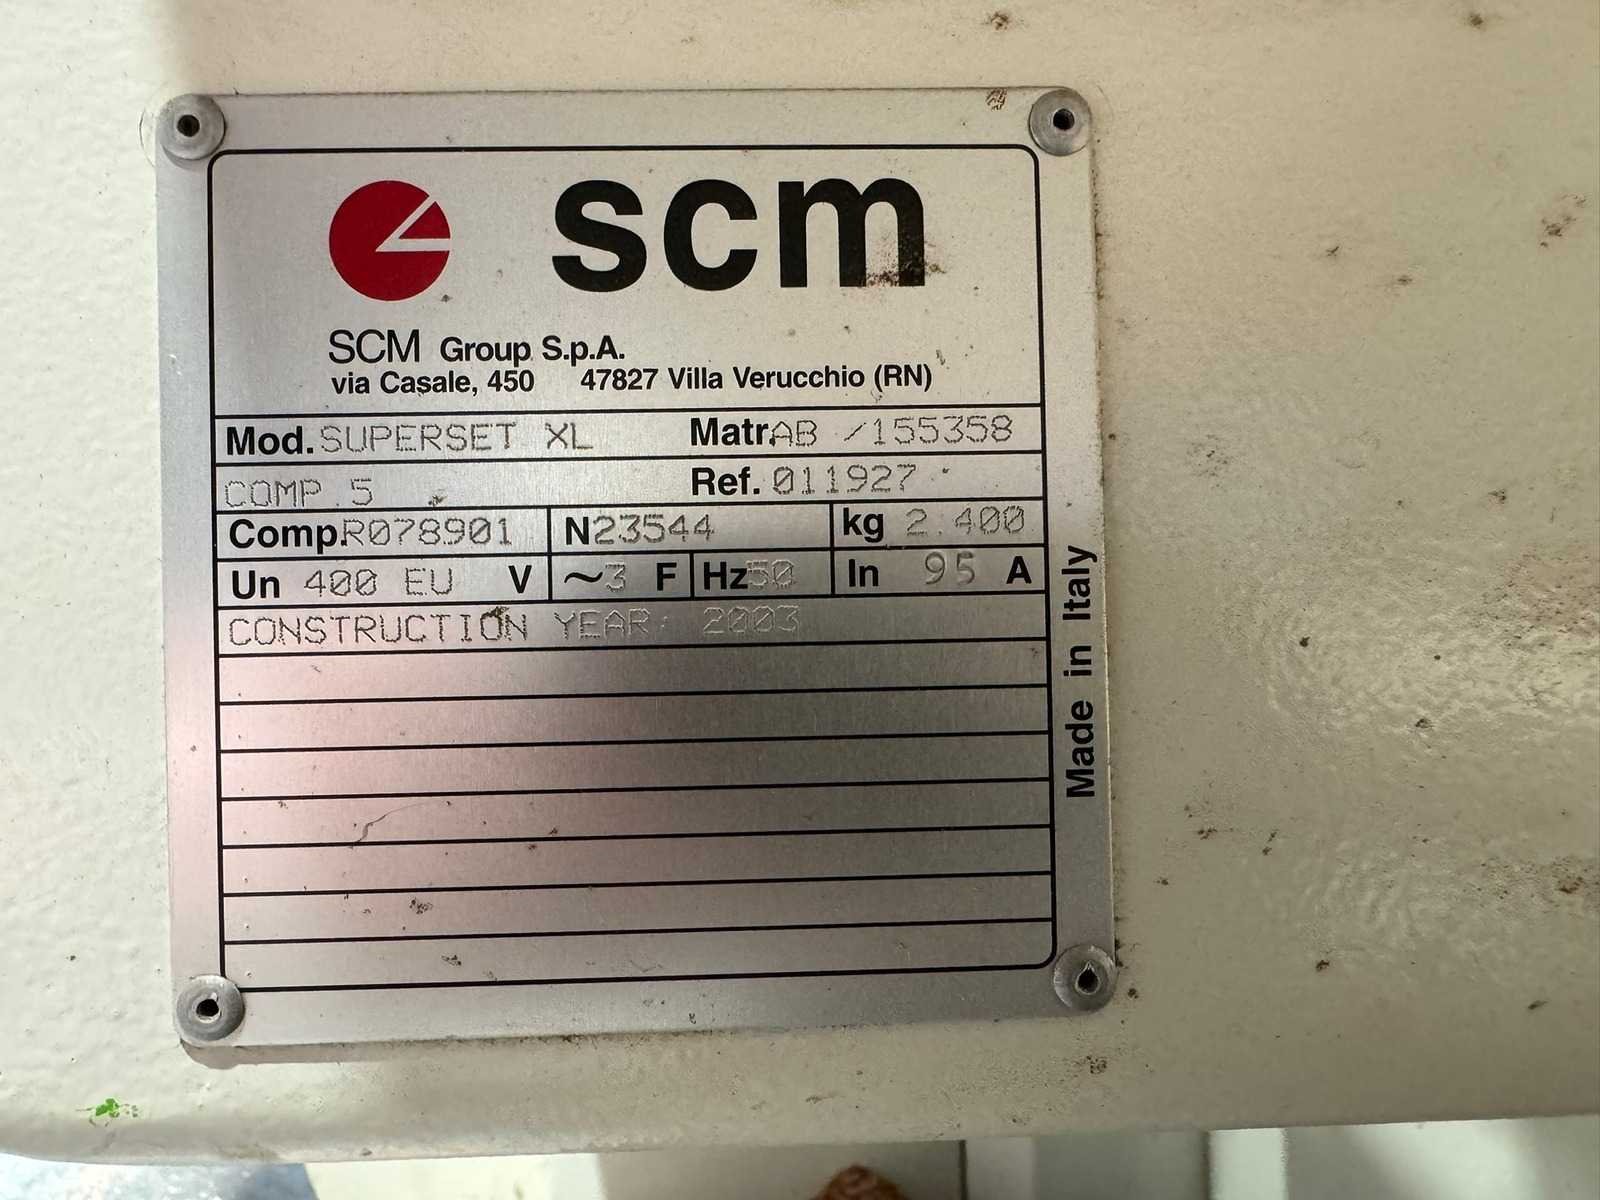 scm
SCM Group S.p.A.
via Casale, 450 47827 Villa Verucchio (RN)
Mod. SUPERSET XL Matr. AB /155358
COMP.5 Ref. 011927
Comp. R078901 N 23544 kg 2.400
Un 400 EU V ~3 F Hz 50 In 95 A
CONSTRUCTION YEAR: 2003
Made in Italy